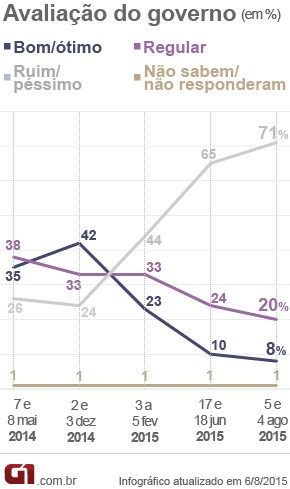 Avaliação do governo (em %)
Bom/ótimo Regular
Ruim/ Não sabem/
péssimo não responderam
71%
65
44
42
38
35 33 33
26 24 23 24
20%
10 8%
1 1 1 1 1
7 e 2 e 3 a 17 e 5 e
8 mai 3 dez 5 fev 18 jun 4 ago
2014 2014 2015 2015 2015
G1.com.br Infográfico atualizado em 6/8/2015